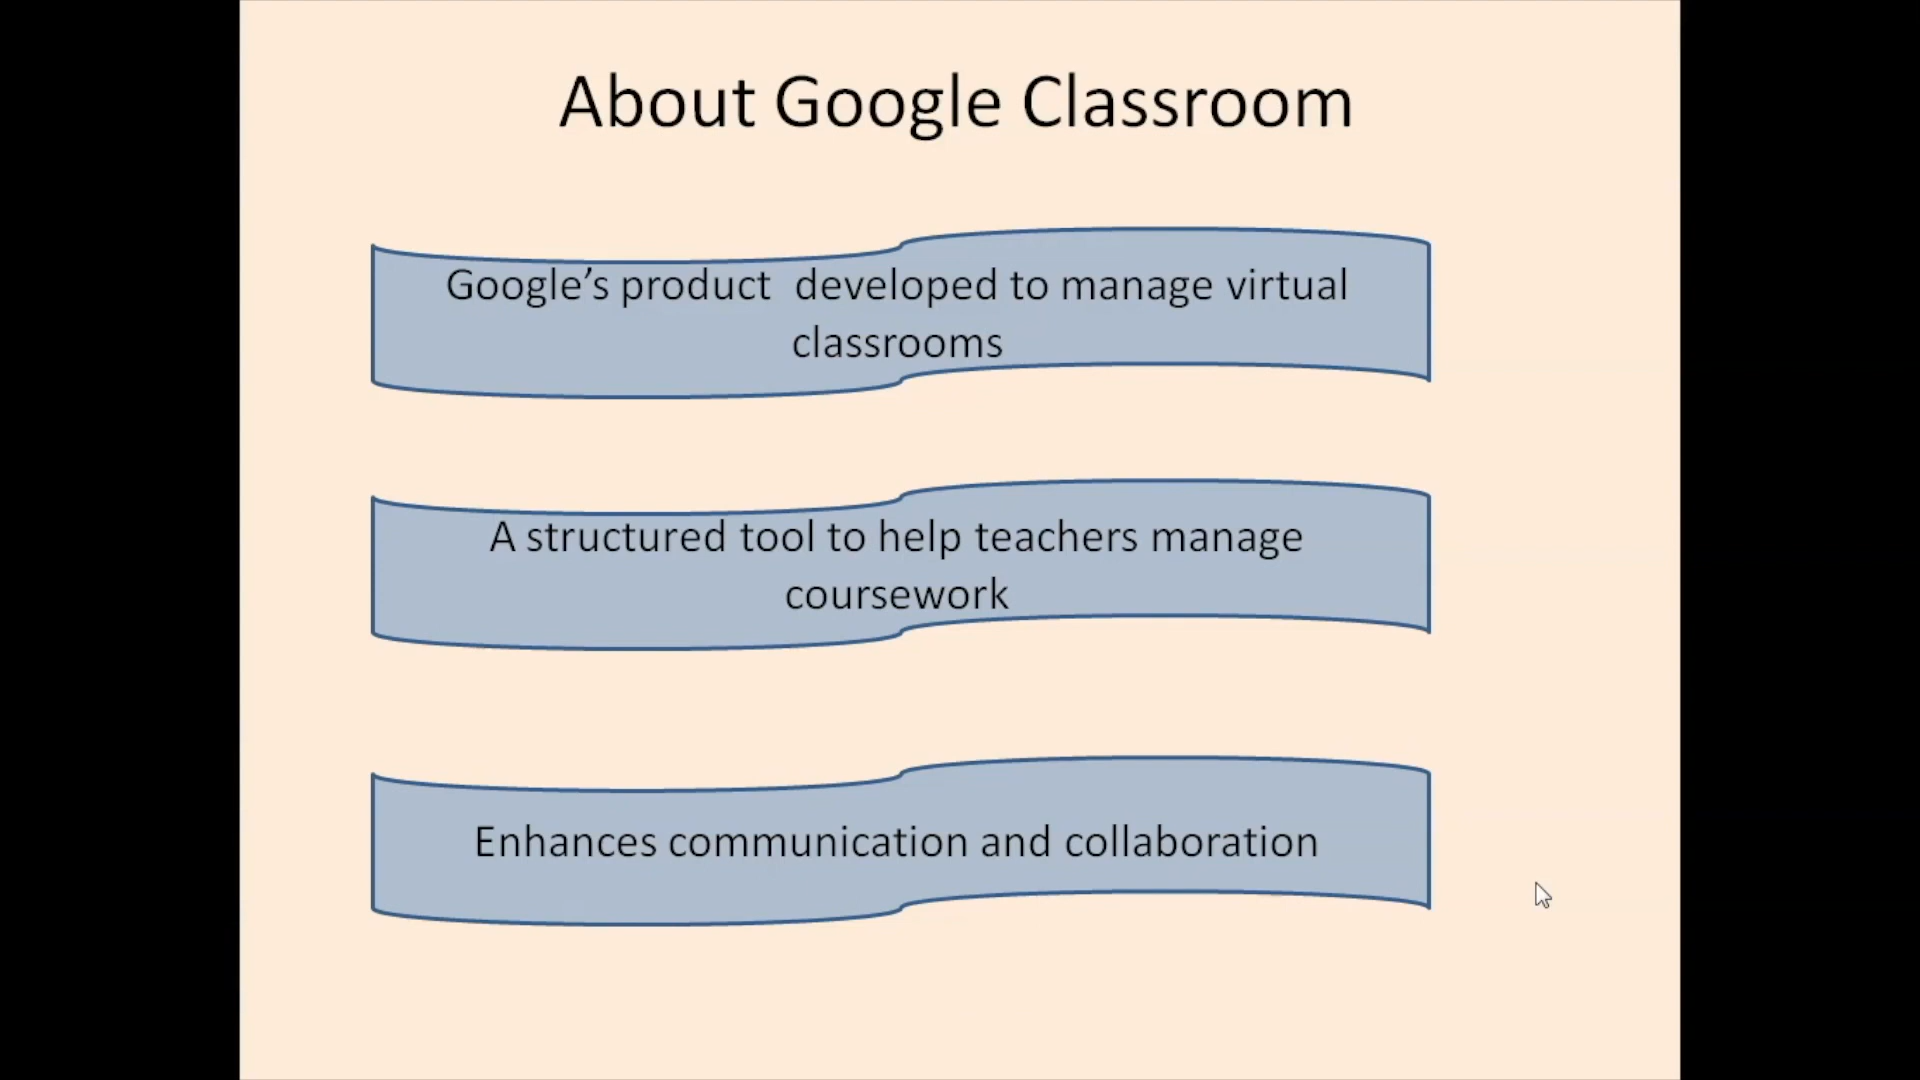 About Google Classroom
Google’s product  developed to manage virtual
classrooms
A structured tool to help teachers manage
coursework
Enhances communication and collaboration